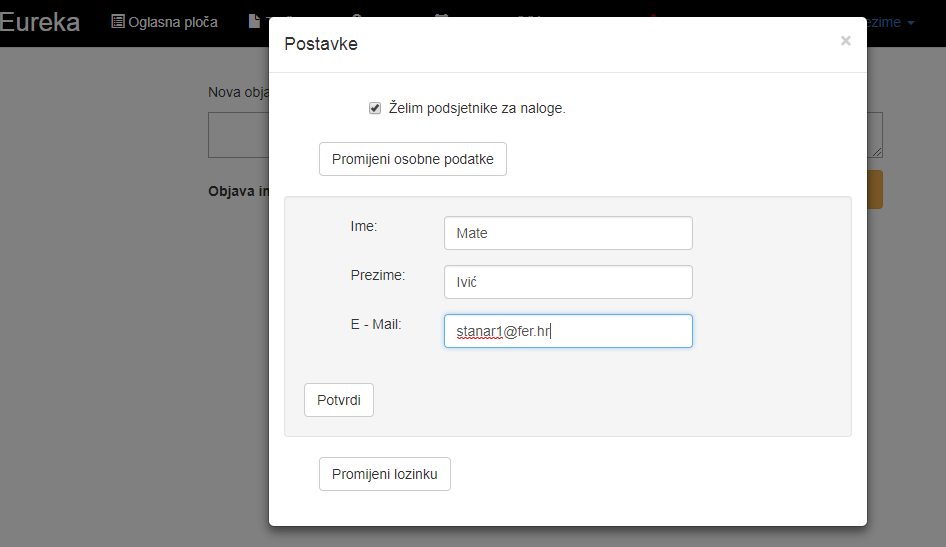 Eureka Oglasna ploča ezime
Postavke ×
Nova obja
Želim podsjetnike za naloge.
Promijeni osobne podatke
Objava in
Ime: Mate
Prezime: Ivić
E - Mail: stanar1@fer.hr
Potvrdi
Promijeni lozinku